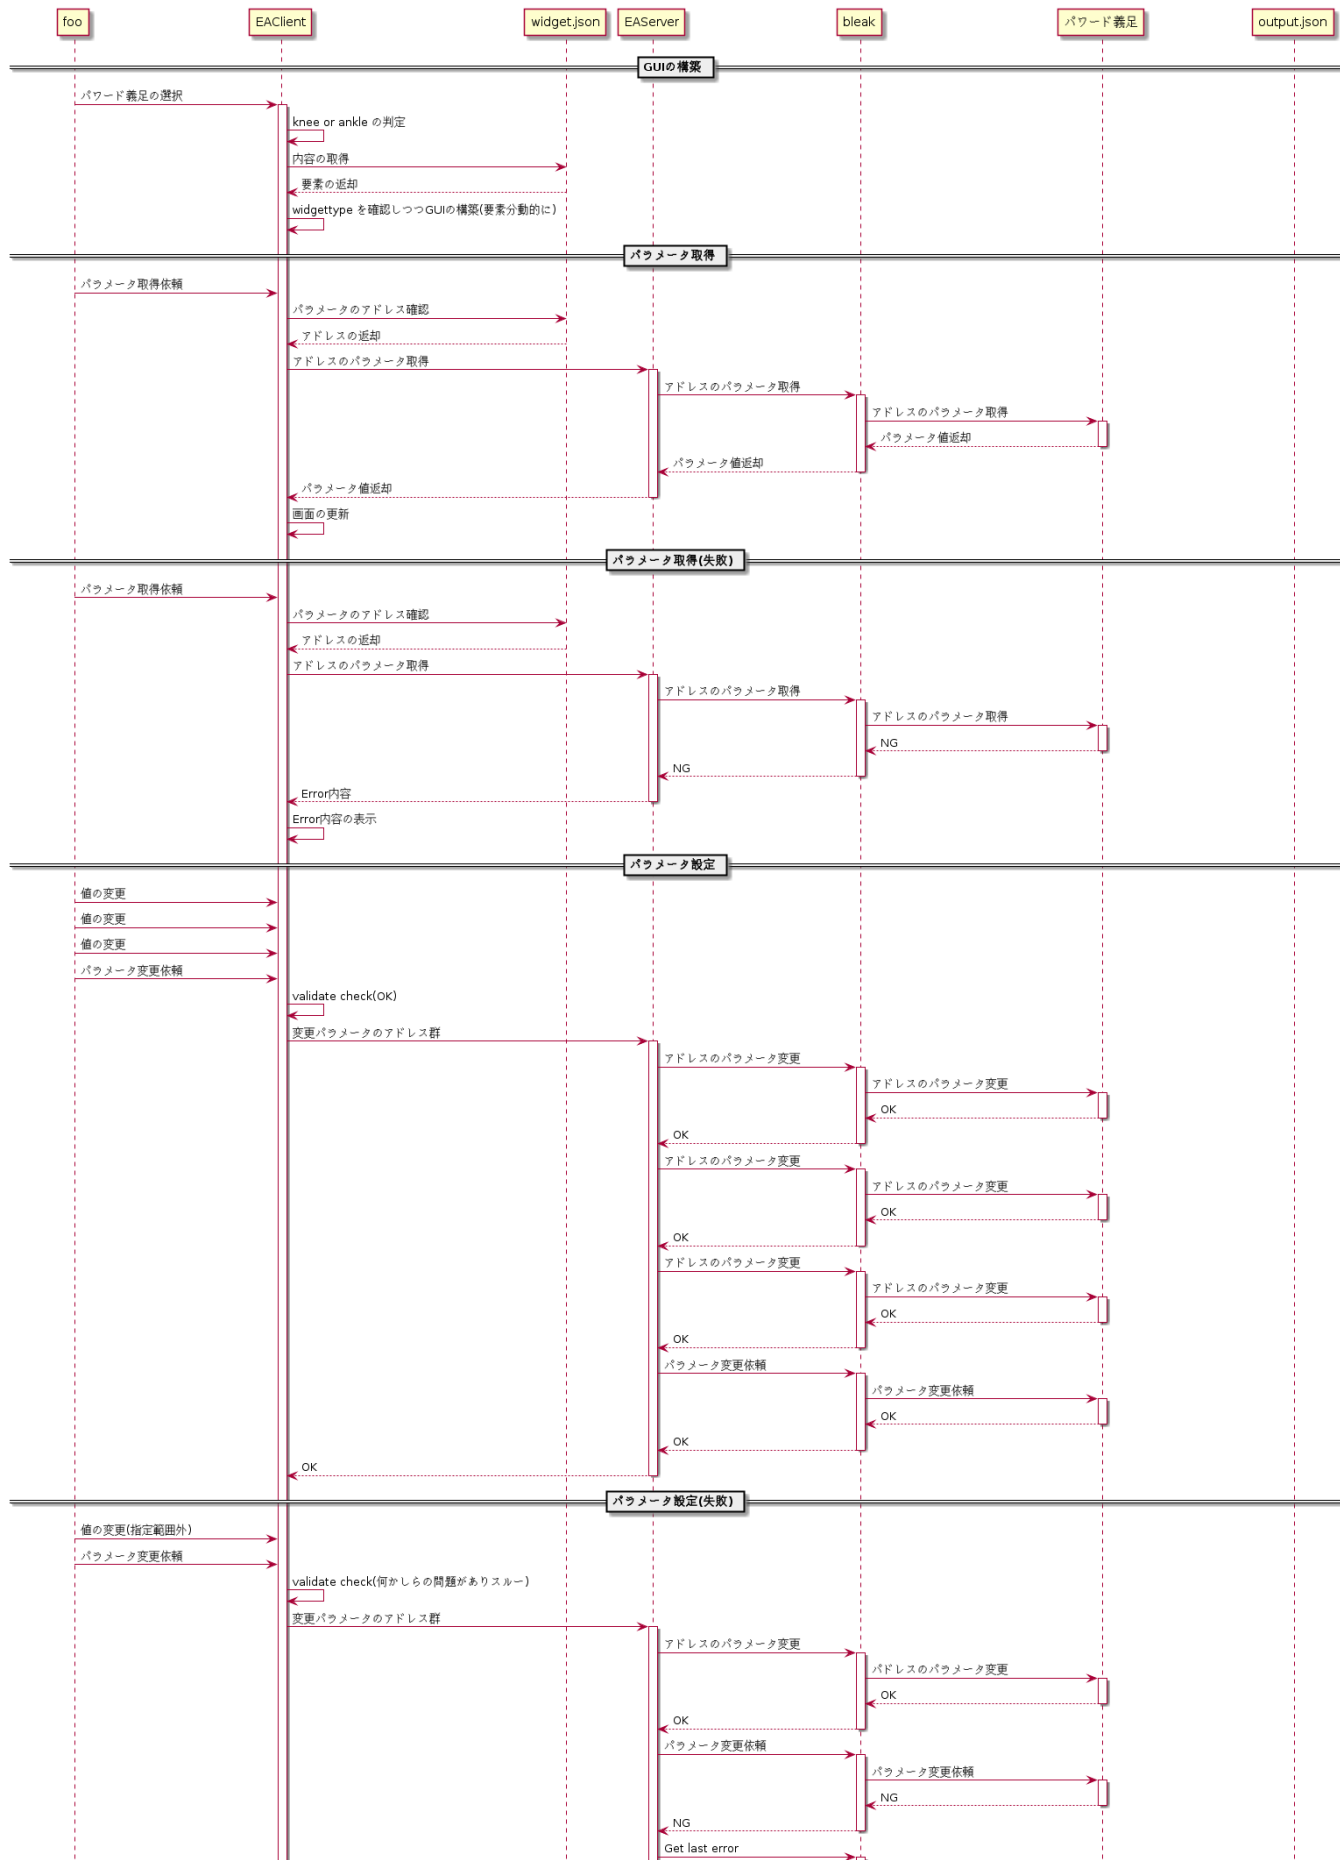 foo
EAClient
widget.json
EAServer
bleak
パワード義足
output.json
GUIの構築
パワード義足の選択
knee or ankle の判定
内容の取得
要素の返却
widgettype を確認しつつGUIの構築(要素分動的に)
パラメータ取得
パラメータ取得依頼
パラメータのアドレス確認
アドレスの返却
アドレスのパラメータ取得
アドレスのパラメータ取得
アドレスのパラメータ取得
パラメータ値返却
パラメータ値返却
パラメータ値返却
画面の更新
パラメータ取得(失敗)
パラメータ取得依頼
パラメータのアドレス確認
アドレスの返却
アドレスのパラメータ取得
アドレスのパラメータ取得
アドレスのパラメータ取得
NG
NG
Error内容
Error内容の表示
パラメータ設定
値の変更
値の変更
値の変更
パラメータ変更依頼
validate check(OK)
変更パラメータのアドレス群
アドレスのパラメータ変更
アドレスのパラメータ変更
OK
OK
アドレスのパラメータ変更
アドレスのパラメータ変更
OK
OK
アドレスのパラメータ変更
アドレスのパラメータ変更
OK
OK
パラメータ変更依頼
パラメータ変更依頼
OK
OK
OK
パラメータ設定(失敗)
値の変更(指定範囲外)
パラメータ変更依頼
validate check(何かしらの問題がありスルー)
変更パラメータのアドレス群
アドレスのパラメータ変更
パドレスのパラメータ変更
OK
OK
パラメータ変更依頼
パラメータ変更依頼
NG
NG
Get last error